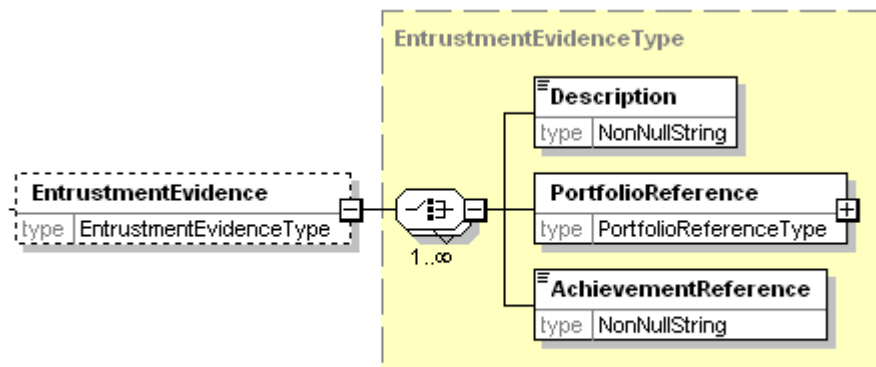 EntrustmentEvidenceType
Description
type NonNullString
EntrustmentEvidence
type EntrustmentEvidenceType
1..∞
PortfolioReference
type PortfolioReferenceType
AchievementReference
type NonNullString